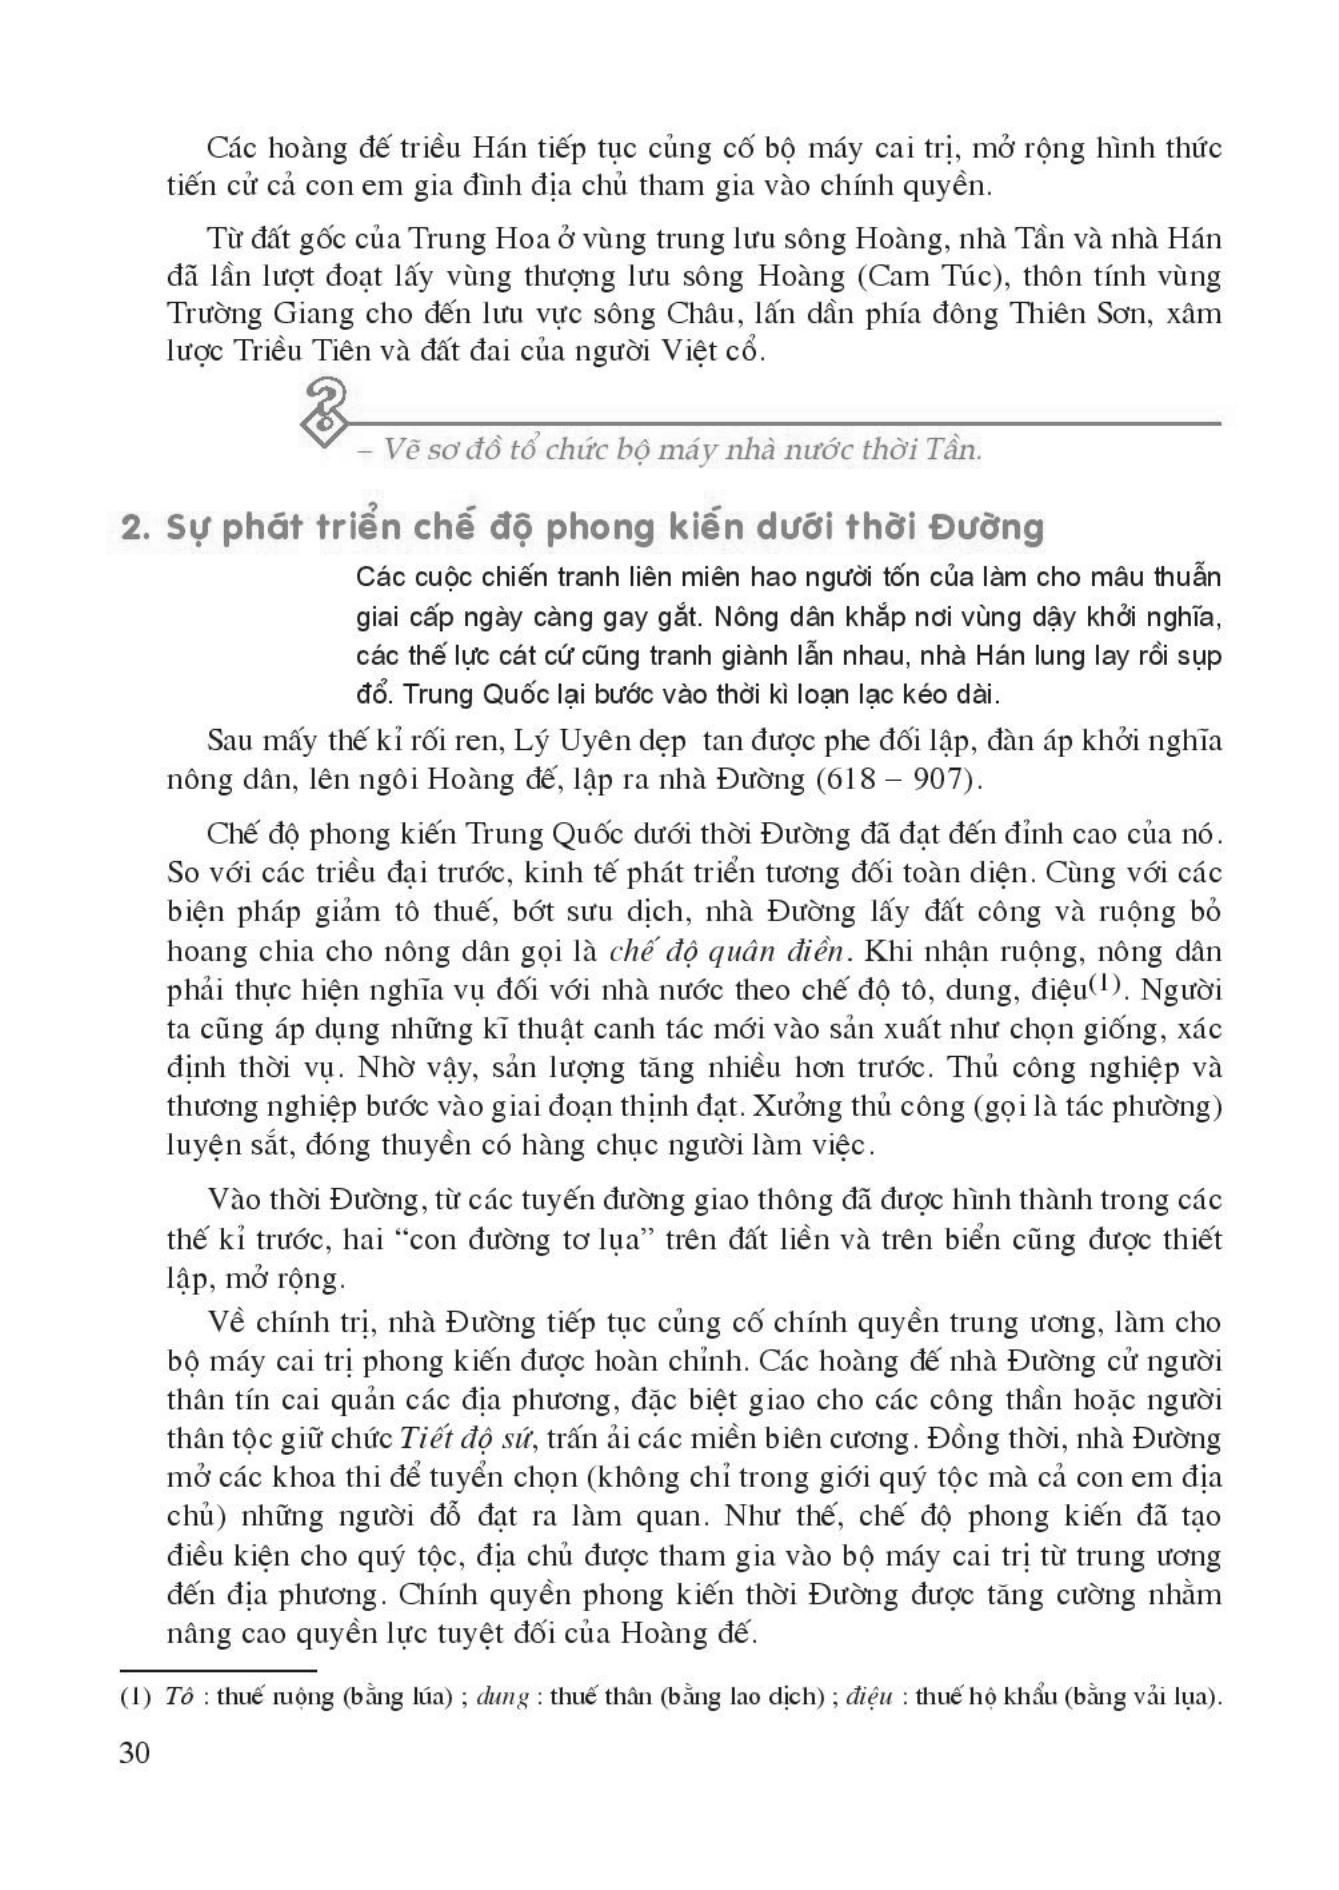 Các hoàng đế triều Hán tiếp tục củng cố bộ máy cai trị, mở rộng hình thức
tiến cử cả con em gia đình địa chủ tham gia vào chính quyền.
Từ đất gốc của Trung Hoa ở vùng trung lưu sông Hoàng, nhà Tần và nhà Hán
đã lần lượt đoạt lấy vùng thượng lưu sông Hoàng (Cam Túc), thôn tính vùng
Trường Giang cho đến lưu vực sông Châu, lấn dần phía đông Thiên Sơn, xâm
lược Triều Tiên và đất đai của người Việt cổ.
– Vẽ sơ đồ tổ chức bộ máy nhà nước thời Tần.
2. Sự phát triển chế độ phong kiến dưới thời Đường
Các cuộc chiến tranh liên miên hao người tốn của làm cho mâu thuẫn
giai cấp ngày càng gay gắt. Nông dân khắp nơi vùng dậy khởi nghĩa,
các thế lực cát cứ cũng tranh giành lẫn nhau, nhà Hán lung lay rồi sụp
đổ. Trung Quốc lại bước vào thời kì loạn lạc kéo dài.
Sau mấy thế kỉ rối ren, Lý Uyên dẹp tan được phe đối lập, đàn áp khởi nghĩa
nông dân, lên ngôi Hoàng đế, lập ra nhà Đường (618 – 907).
Chế độ phong kiến Trung Quốc dưới thời Đường đã đạt đến đỉnh cao của nó.
So với các triều đại trước, kinh tế phát triển tương đối toàn diện. Cùng với các
biện pháp giảm tô thuế, bớt sưu dịch, nhà Đường lấy đất công và ruộng bỏ
hoang chia cho nông dân gọi là chế độ quân điền. Khi nhận ruộng, nông dân
phải thực hiện nghĩa vụ đối với nhà nước theo chế độ tô, dung, điệu(1). Người
ta cũng áp dụng những kĩ thuật canh tác mới vào sản xuất như chọn giống, xác
định thời vụ. Nhờ vậy, sản lượng tăng nhiều hơn trước. Thủ công nghiệp và
thương nghiệp bước vào giai đoạn thịnh đạt. Xưởng thủ công (gọi là tác phường)
luyện sắt, đóng thuyền có hàng chục người làm việc.
Vào thời Đường, từ các tuyến đường giao thông đã được hình thành trong các
thế kỉ trước, hai “con đường tơ lụa” trên đất liền và trên biển cũng được thiết
lập, mở rộng.
Về chính trị, nhà Đường tiếp tục củng cố chính quyền trung ương, làm cho
bộ máy cai trị phong kiến được hoàn chỉnh. Các hoàng đế nhà Đường cử người
thân tín cai quản các địa phương, đặc biệt giao cho các công thần hoặc người
thân tộc giữ chức Tiết độ sứ, trấn ải các miền biên cương. Đồng thời, nhà Đường
mở các khoa thi để tuyển chọn (không chỉ trong giới quý tộc mà cả con em địa
chủ) những người đỗ đạt ra làm quan. Như thế, chế độ phong kiến đã tạo
điều kiện cho quý tộc, địa chủ được tham gia vào bộ máy cai trị từ trung ương
đến địa phương. Chính quyền phong kiến thời Đường được tăng cường nhằm
nâng cao quyền lực tuyệt đối của Hoàng đế.
(1) Tô : thuế ruộng (bằng lúa) ; dung : thuế thân (bằng lao dịch) ; điệu : thuế hộ khẩu (bằng vải lụa).
30